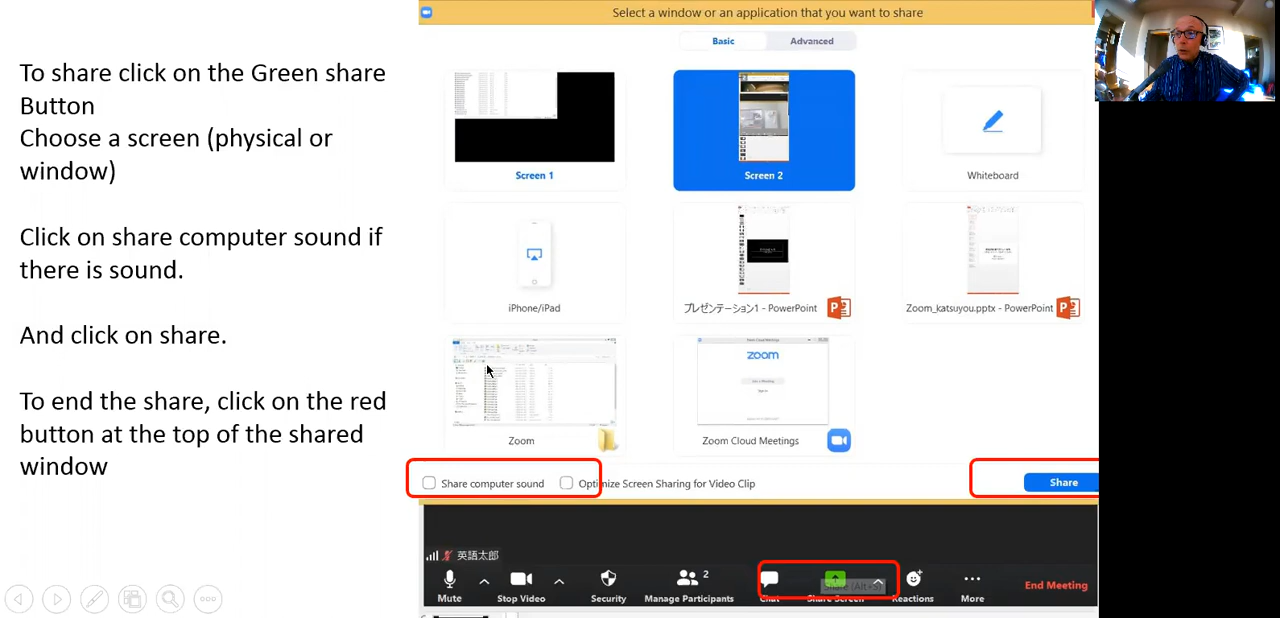 To share click on the Green share
Button
Choose a screen (physical or
window)
Click on share computer sound if
there is sound.
And click on share.
To end the share, click on the red
button at the top of the shared
window
Select a window or an application that you want to share
Basic
Advanced
Screen 1
Screen 2
Whiteboard
iPhone/iPad
プレゼンテーション1 - PowerPoint
Zoom_katsuyou.pptx - PowerPoint
zoom
Zoom
Zoom Cloud Meetings
Share computer sound
Optimize Screen Sharing for Video Clip
Share
英語太郎
2
Mute
Stop Video
Security
Manage Participants
Chat
Share Screen
Share (Alt+S)
Reactions
More
End Meeting